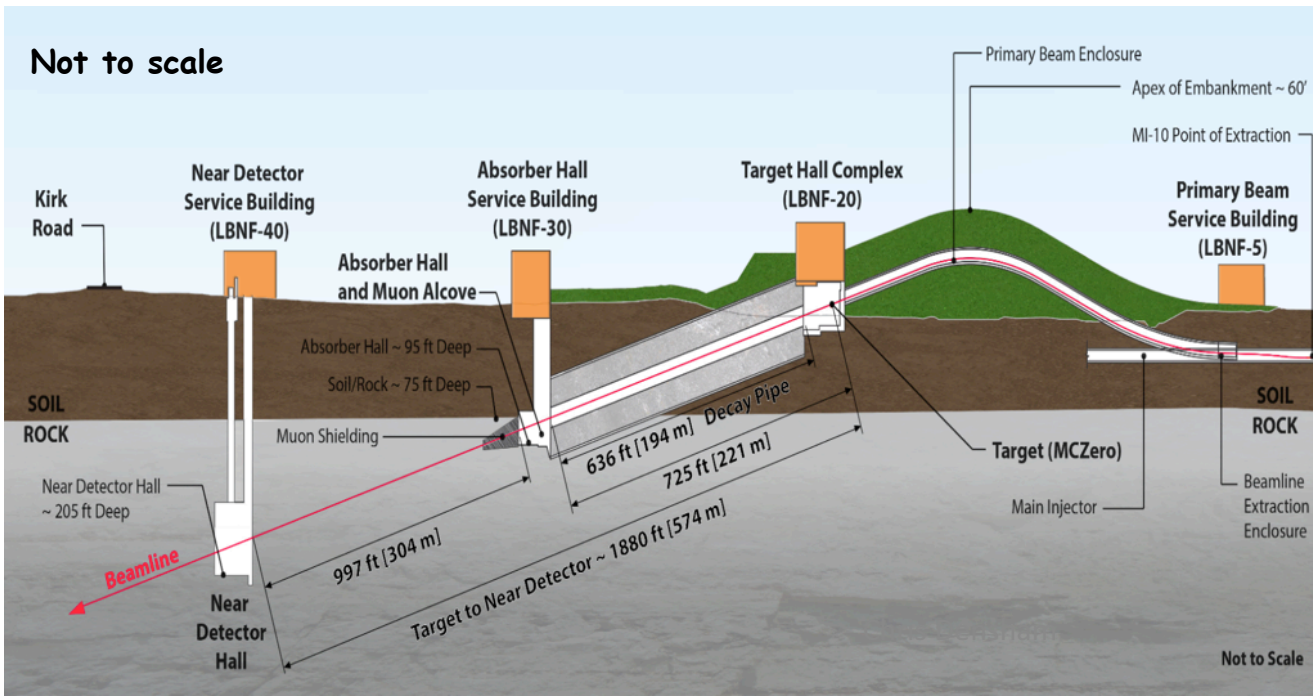 Not to scale
Primary Beam Enclosure
Apex of Embankment ~ 60'
MI-10 Point of Extraction
Kirk
Road
Near Detector
Service Building
(LBNF-40)
Absorber Hall
Service Building
(LBNF-30)
Target Hall Complex
(LBNF-20)
Primary Beam
Service Building
(LBNF-5)
Absorber Hall
and Muon Alcove
Absorber Hall ~ 95 ft Deep
Soil/Rock ~ 75 ft Deep
SOIL
ROCK
Muon Shielding
SOIL
ROCK
636 ft [194 m] Decay Pipe
725 ft [221 m]
Target (MCZero)
Near Detector Hall
~ 205 ft Deep
Main Injector
Beamline
Extraction
Enclosure
997 ft [304 m]
Target to Near Detector ~ 1880 ft [574 m]
Beamline
Near
Detector
Hall
Not to Scale